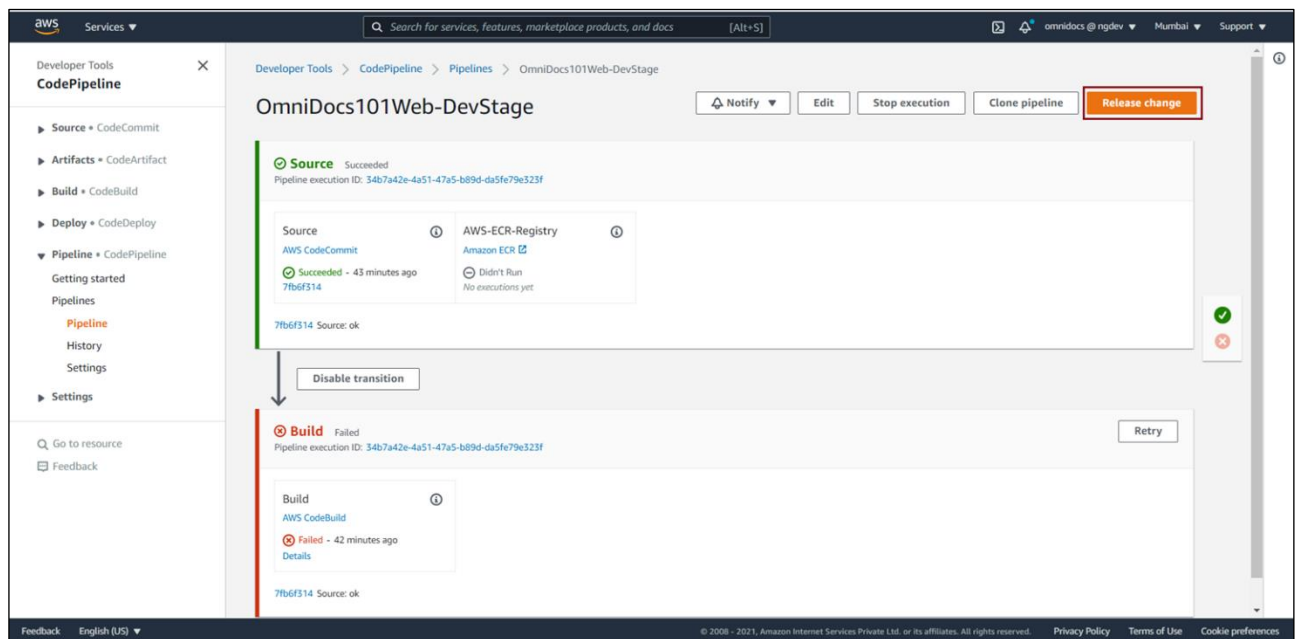 aws Services ▼ Search for services, features, marketplace products, and docs [Alt+S] omnidocs @ ngdev ▼ Mumbai ▼ Support ▼
Developer Tools
CodePipeline
Source • CodeCommit
Artifacts • CodeArtifact
Build • CodeBuild
Deploy • CodeDeploy
Pipeline • CodePipeline
Getting started
Pipelines
Pipeline
History
Settings
Settings
Go to resource
Feedback
Developer Tools > CodePipeline > Pipelines > OmniDocs101Web-DevStage
OmniDocs101Web-DevStage
Notify ▼ Edit Stop execution Clone pipeline Release change
Source Succeeded
Pipeline execution ID: 34b7a42e-4a51-47a5-b89d-da5fe79e323f
Source
AWS CodeCommit
Succeeded - 43 minutes ago
7fb6f314
AWS-ECR-Registry
Amazon ECR
Didn't Run
No executions yet
7fb6f314 Source: ok
Disable transition
Build Failed
Pipeline execution ID: 34b7a42e-4a51-47a5-b89d-da5fe79e323f
Retry
Build
AWS CodeBuild
Failed - 42 minutes ago
Details
7fb6f314 Source: ok
Feedback English (US) ▼ © 2008 - 2021, Amazon Internet Services Private Ltd. or its affiliates. All rights reserved. Privacy Policy Terms of Use Cookie preferences